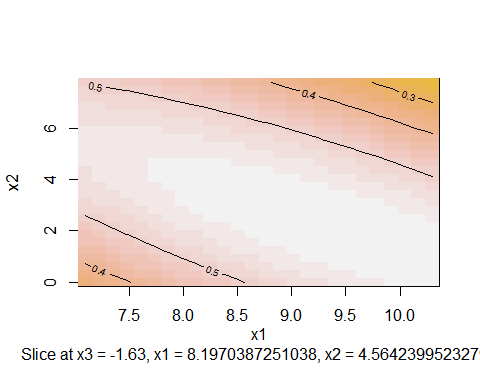 0.5
0.4
0.3
6
4
2
0
x2
0.4
0.5
7.5 8.0 8.5 9.0 9.5 10.0
x1
Slice at x3 = -1.63, x1 = 8.1970387251038, x2 = 4.564239952327